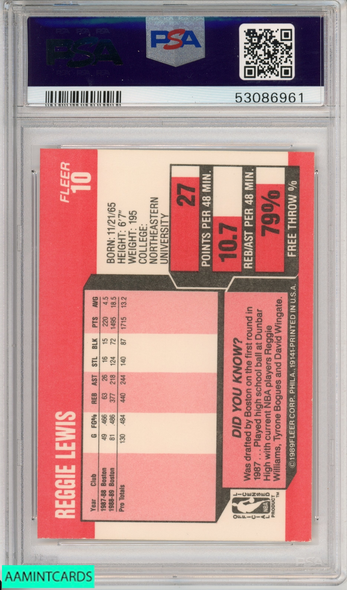 PSA
PSA
53086961
FLEER
10
REGGIE LEWIS
BORN: 11/21/65
HEIGHT: 6'7"
WEIGHT: 195
COLLEGE:
NORTHEASTERN
UNIVERSITY
Year Club G FG% REB AST STL BLK PTS AVG
1987-88 Boston 49 .466 63 26 16 15 220 4.5
1988-89 Boston 81 .486 377 218 124 72 1495 18.5
Pro Totals 130 .484 440 244 140 87 1715 13.2
27
POINTS PER 48 MIN.
10.7
REB/AST PER 48 MIN.
79%
FREE THROW %
DID YOU KNOW?
Was drafted by Boston on the first round in
1987 ... Played high school ball at Dunbar
High with current NBA players Reggie
Williams, Tyrone Bogues and David Wingate.
©1989 FLEER CORP., PHILA., 19141-PRINTED IN U.S.A.
OFFICIAL
LICENSED
NBA
PRODUCT™
AAMINTCARDS